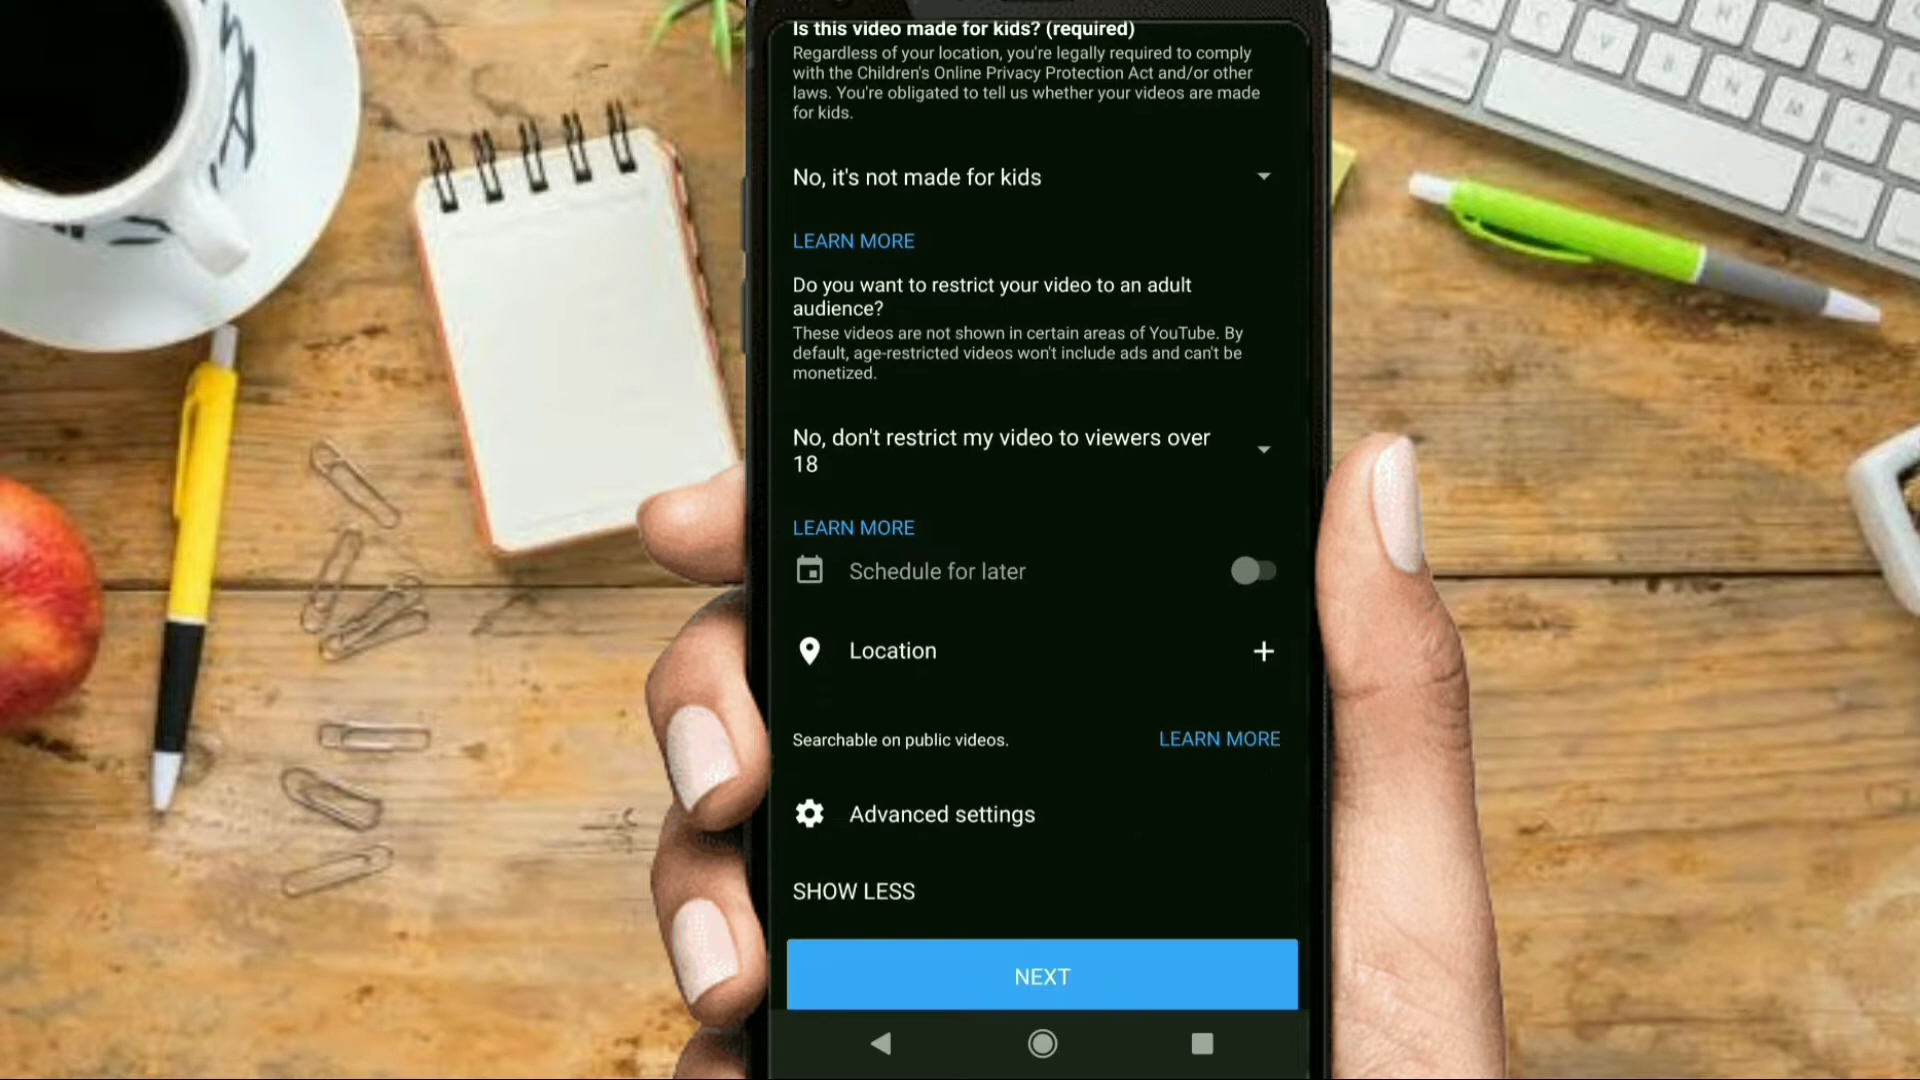 Is this video made for kids? (required)
Regardless of your location, you're legally required to comply
with the Children's Online Privacy Protection Act and/or other
laws. You're obligated to tell us whether your videos are made
for kids.
No, it's not made for kids
LEARN MORE
Do you want to restrict your video to an adult
audience?
These videos are not shown in certain areas of YouTube. By
default, age-restricted videos won't include ads and can't be
monetized.
No, don't restrict my video to viewers over
18
LEARN MORE
Schedule for later
Location
Searchable on public videos.
LEARN MORE
Advanced settings
SHOW LESS
NEXT